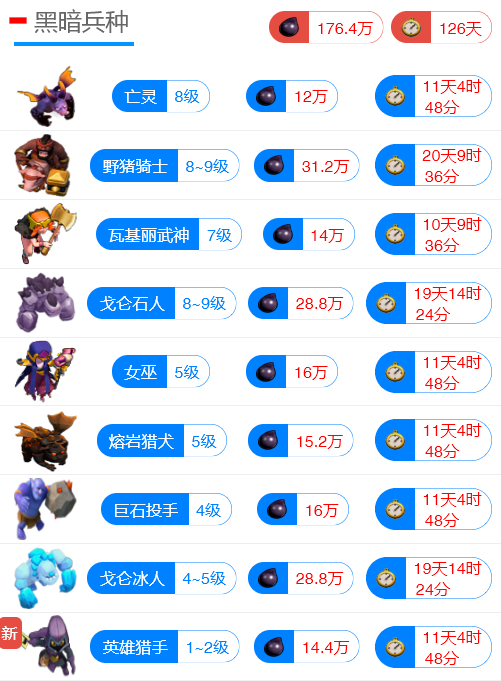 黑暗兵种 176.4万 126天
亡灵 8级 12万 11天4时
48分
野猪骑士 8~9级 31.2万 20天9时
36分
瓦基丽武神 7级 14万 10天9时
36分
戈仑石人 8~9级 28.8万 19天14时
24分
女巫 5级 16万 11天4时
48分
熔岩猎犬 5级 15.2万 11天4时
48分
巨石投手 4级 16万 11天4时
48分
戈仑冰人 4~5级 28.8万 19天14时
24分
新 英雄猎手 1~2级 14.4万 11天4时
48分